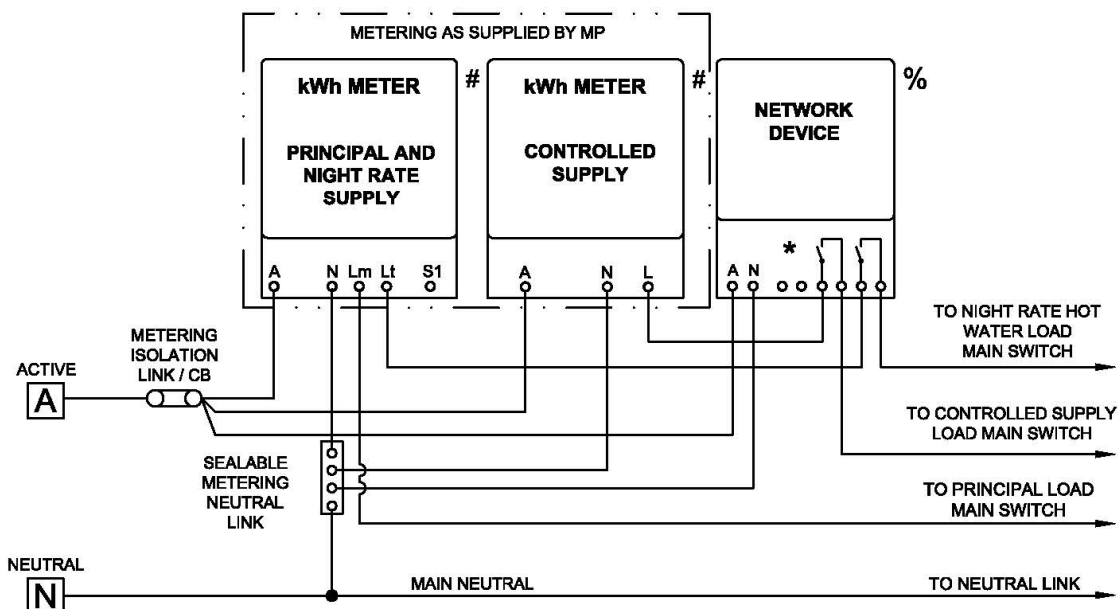 METERING AS SUPPLIED BY MP
kWh METER
PRINCIPAL AND
NIGHT RATE
SUPPLY
#
kWh METER
CONTROLLED
SUPPLY
#
NETWORK
DEVICE
%
A
N
Lm
Lt
S1
A
N
L
A
N
*
METERING
ISOLATION
LINK / CB
ACTIVE
A
SEALABLE
METERING
NEUTRAL
LINK
NEUTRAL
N
MAIN NEUTRAL
TO NIGHT RATE HOT
WATER LOAD
MAIN SWITCH
TO CONTROLLED SUPPLY
LOAD MAIN SWITCH
TO PRINCIPAL LOAD
MAIN SWITCH
TO NEUTRAL LINK